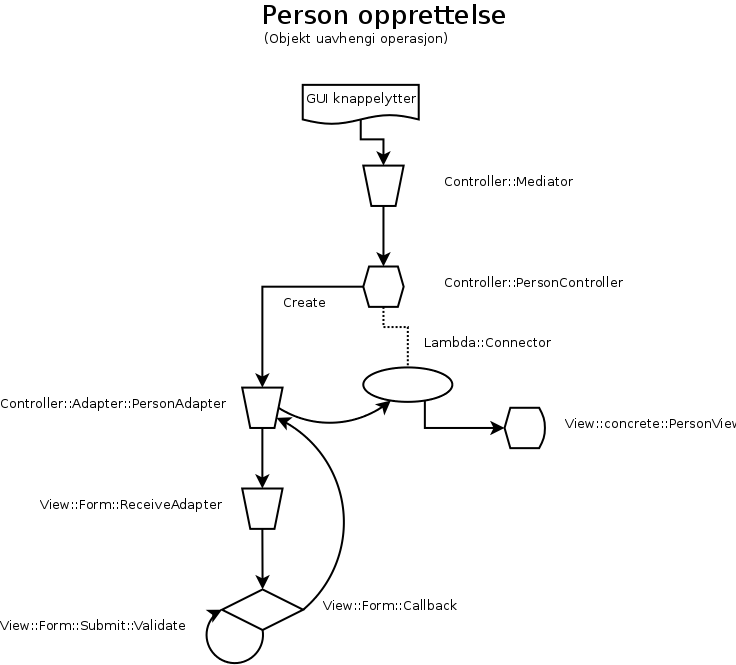 Person opprettelse
(Objekt uavhengi operasjon)
GUI knappelytter
Controller::Mediator
Controller::PersonController
Create
Lambda::Connector
Controller::Adapter::PersonAdapter
View::concrete::PersonView
View::Form::ReceiveAdapter
View::Form::Callback
View::Form::Submit::Validate